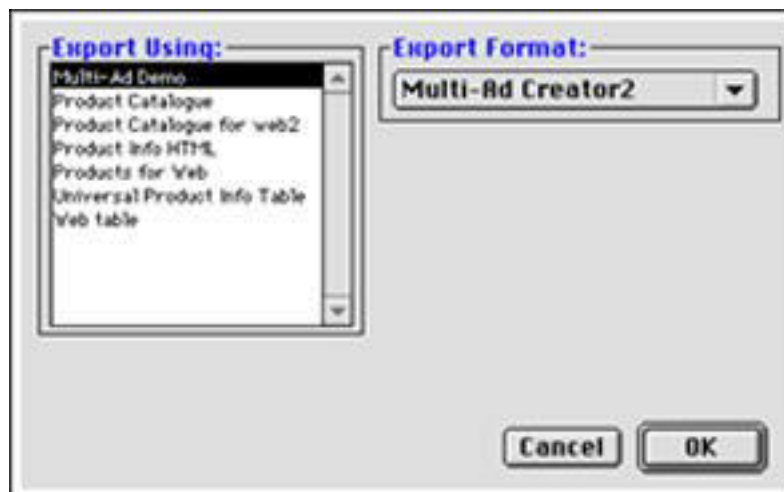 Export Using:
Multi-Ad Demo
Product Catalogue
Product Catalogue for web2
Product Info HTML
Products for Web
Universal Product Info Table
Web table
Export Format:
Multi-Ad Creator2
Cancel
OK